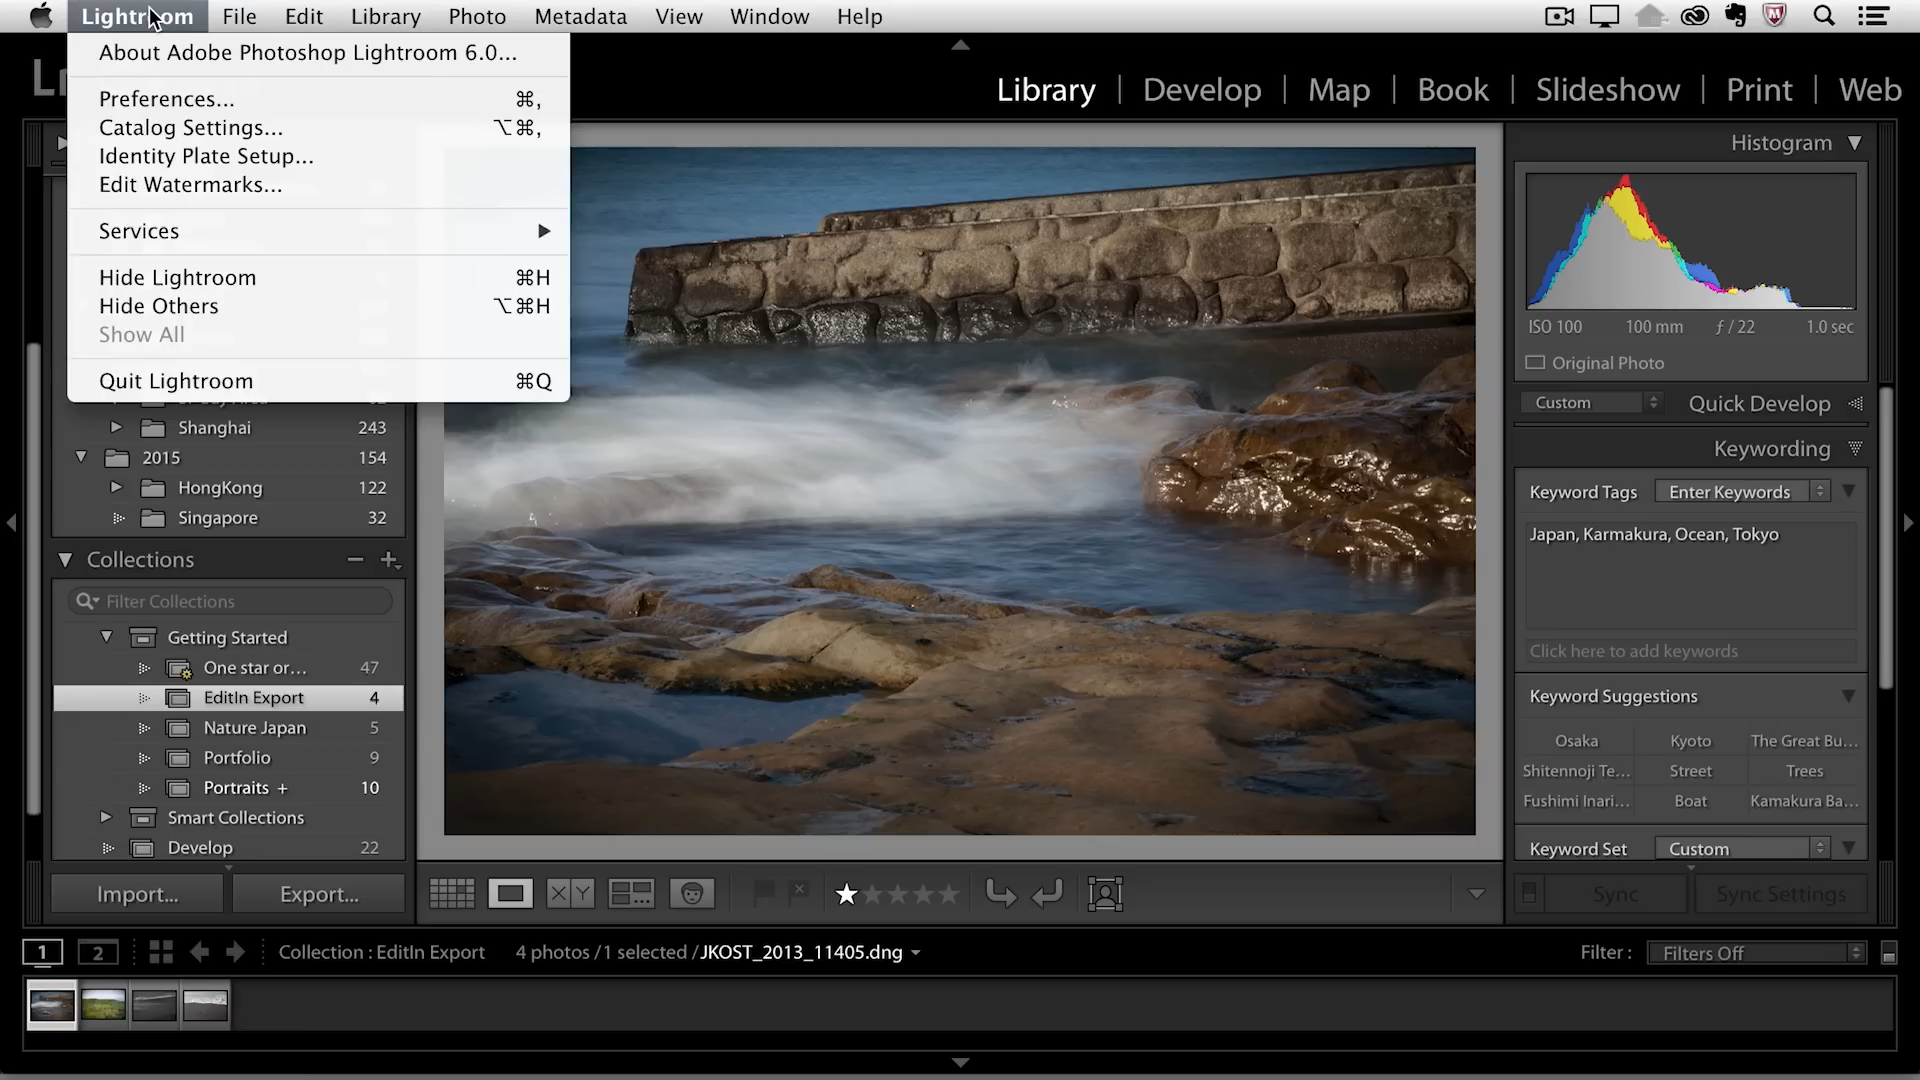 Lightroom File Edit Library Photo Metadata View Window Help
About Adobe Photoshop Lightroom 6.0...
Preferences... ⌘,
Catalog Settings... ⌥⌘,
Identity Plate Setup...
Edit Watermarks...
Services
Hide Lightroom ⌘H
Hide Others ⌥⌘H
Show All
Quit Lightroom ⌘Q
Library | Develop | Map | Book | Slideshow | Print | Web
Shanghai 243
2015 154
HongKong 122
Singapore 32
Collections
Filter Collections
Getting Started
One star or... 47
EditIn Export 4
Nature Japan 5
Portfolio 9
Portraits + 10
Smart Collections
Develop 22
Import... Export...
Histogram
ISO 100 100 mm ƒ / 22 1.0 sec
Original Photo
Custom Quick Develop
Keywording
Keyword Tags Enter Keywords
Japan, Karmakura, Ocean, Tokyo
Click here to add keywords
Keyword Suggestions
Osaka Kyoto The Great Bu...
Shitennoji Te... Street Trees
Fushimi Inari... Boat Kamakura Ba...
Keyword Set Custom
Sync Sync Settings
X Y
1 2 Collection : EditIn Export 4 photos /1 selected /JKOST_2013_11405.dng Filter : Filters Off